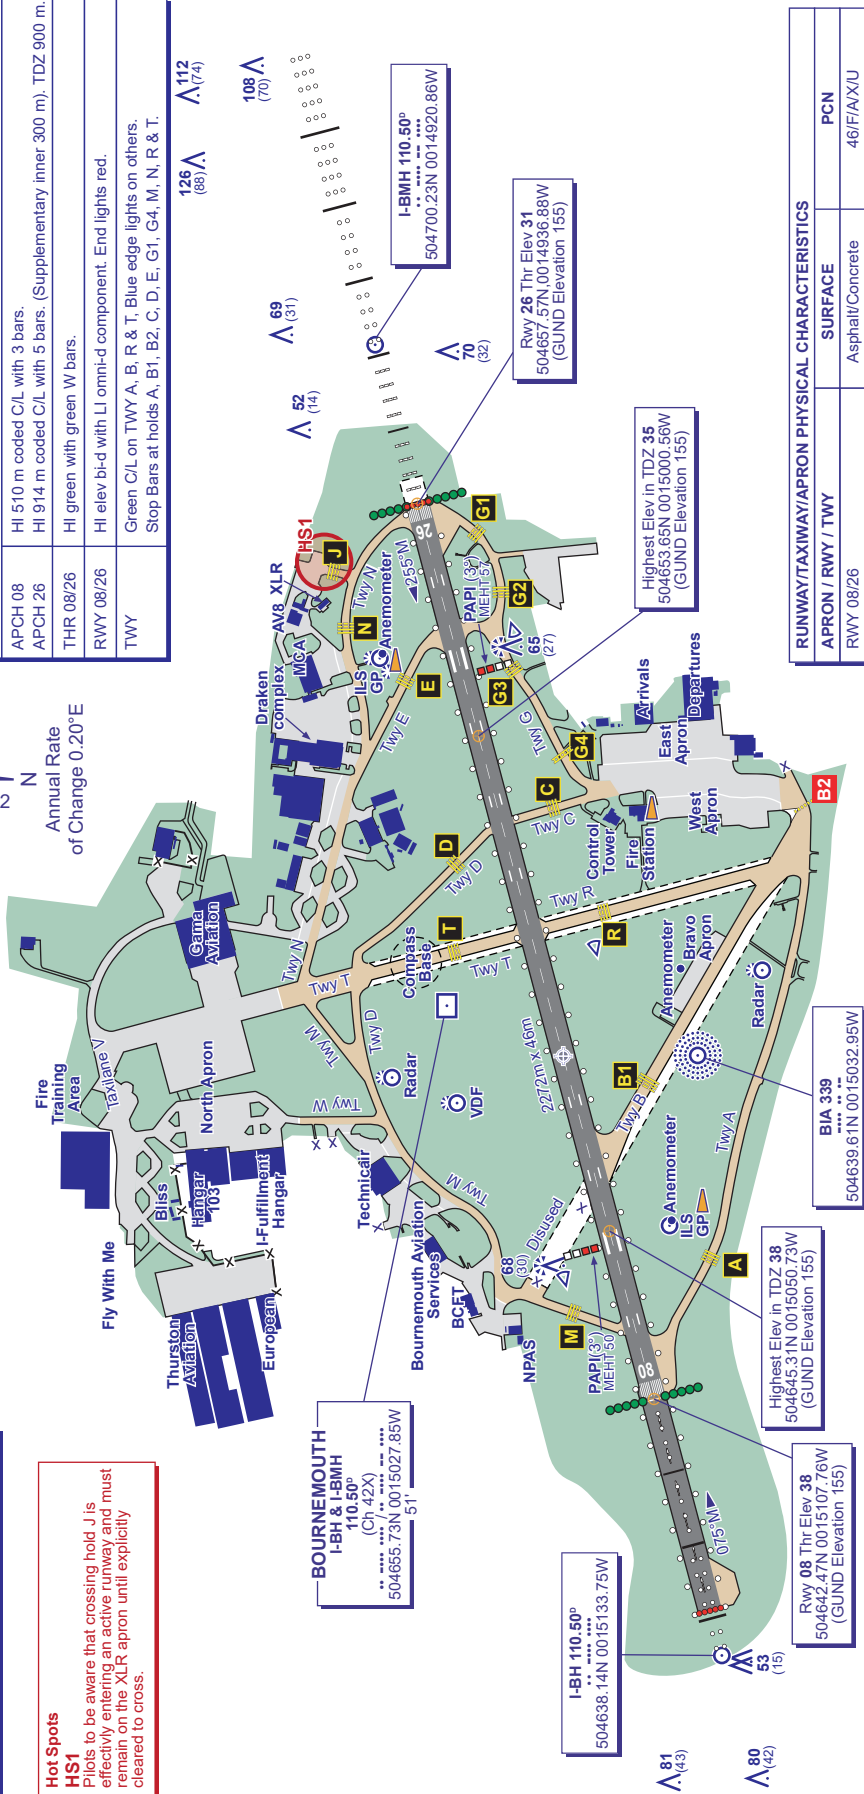 APCH 08
HI 510 m coded C/L with 3 bars.
APCH 26
HI 914 m coded C/L with 5 bars. (Supplementary inner 300 m). TDZ 900 m.
THR 08/26
HI green with green W bars.
RWY 08/26
HI elev bi-d with LI omni-d component. End lights red.
TWY
Green C/L on TWY A, B, R & T, Blue edge lights on others.
Stop Bars at holds A, B1, B2, C, D, E, G1, G4, M, N, R & T.
2
N
Annual Rate
of Change 0.20°E
Hot Spots
HS1
Pilots to be aware that crossing hold J is
effectivly entering an active runway and must
remain on the XLR apron until explicitly
cleared to cross.
112
(74)
108
(70)
126
(88)
69
(31)
52
(14)
70
(32)
I-BMH 110.50°
504700.23N 0014920.86W
Rwy 26 Thr Elev 31
504657.57N,0014936.88W
(GUND Elevation 155)
Highest Elev in TDZ 35
504653.65N 0015000.56W
(GUND Elevation 155)
RUNWAY/TAXIWAY/APRON PHYSICAL CHARACTERISTICS
APRON / RWY / TWY
SURFACE
PCN
RWY 08/26
Asphalt/Concrete
46/F/A/X/U
HS1
J
AV8
XLR
MCA
Draken
complex
Twy N
N
Anemometer
ILS
GP
E
Twy E
26
255°M
G1
PAPI (3°)
MEHT 57
G2
65
(27)
G3
Twy G
G4
C
Twy C
D
Twy D
Arrivals
Departures
East
Apron
West
Apron
Control
Tower
Fire
Station
B2
Gama
Aviation
Twy N
Twy T
T
Compass
Base
Twy T
Twy R
R
Twy M
Twy D
Twy W
Radar
VDF
2272m x 46m
Anemometer
Bravo
Apron
Radar
B1
Twy B
Twy A
Fire
Training
Area
Taxilane V
North Apron
Bliss
Hangar
103
I-Fulfillment
Hangar
Fly With Me
Thurston
Aviation
European
Technicair
Bournemouth Aviation
Services
BCFT
NPAS
Twy M
68
(30)
Disused
M
PAPI(3°)
MEHT 50
Anemometer
ILS
GP
A
08
075°M
BIA 339
504639.61N 0015032.95W
Highest Elev in TDZ 38
504645.31N 0015050.73W
(GUND Elevation 155)
Rwy 08 Thr Elev 38
504642.47N 0015107.76W
(GUND Elevation 155)
BOURNEMOUTH
I-BH & I-BMH
110.50°
(Ch 42X)
504655.73N 0015027.85W
51'
I-BH 110.50°
504638.14N 0015133.75W
53
(15)
81
(43)
80
(42)